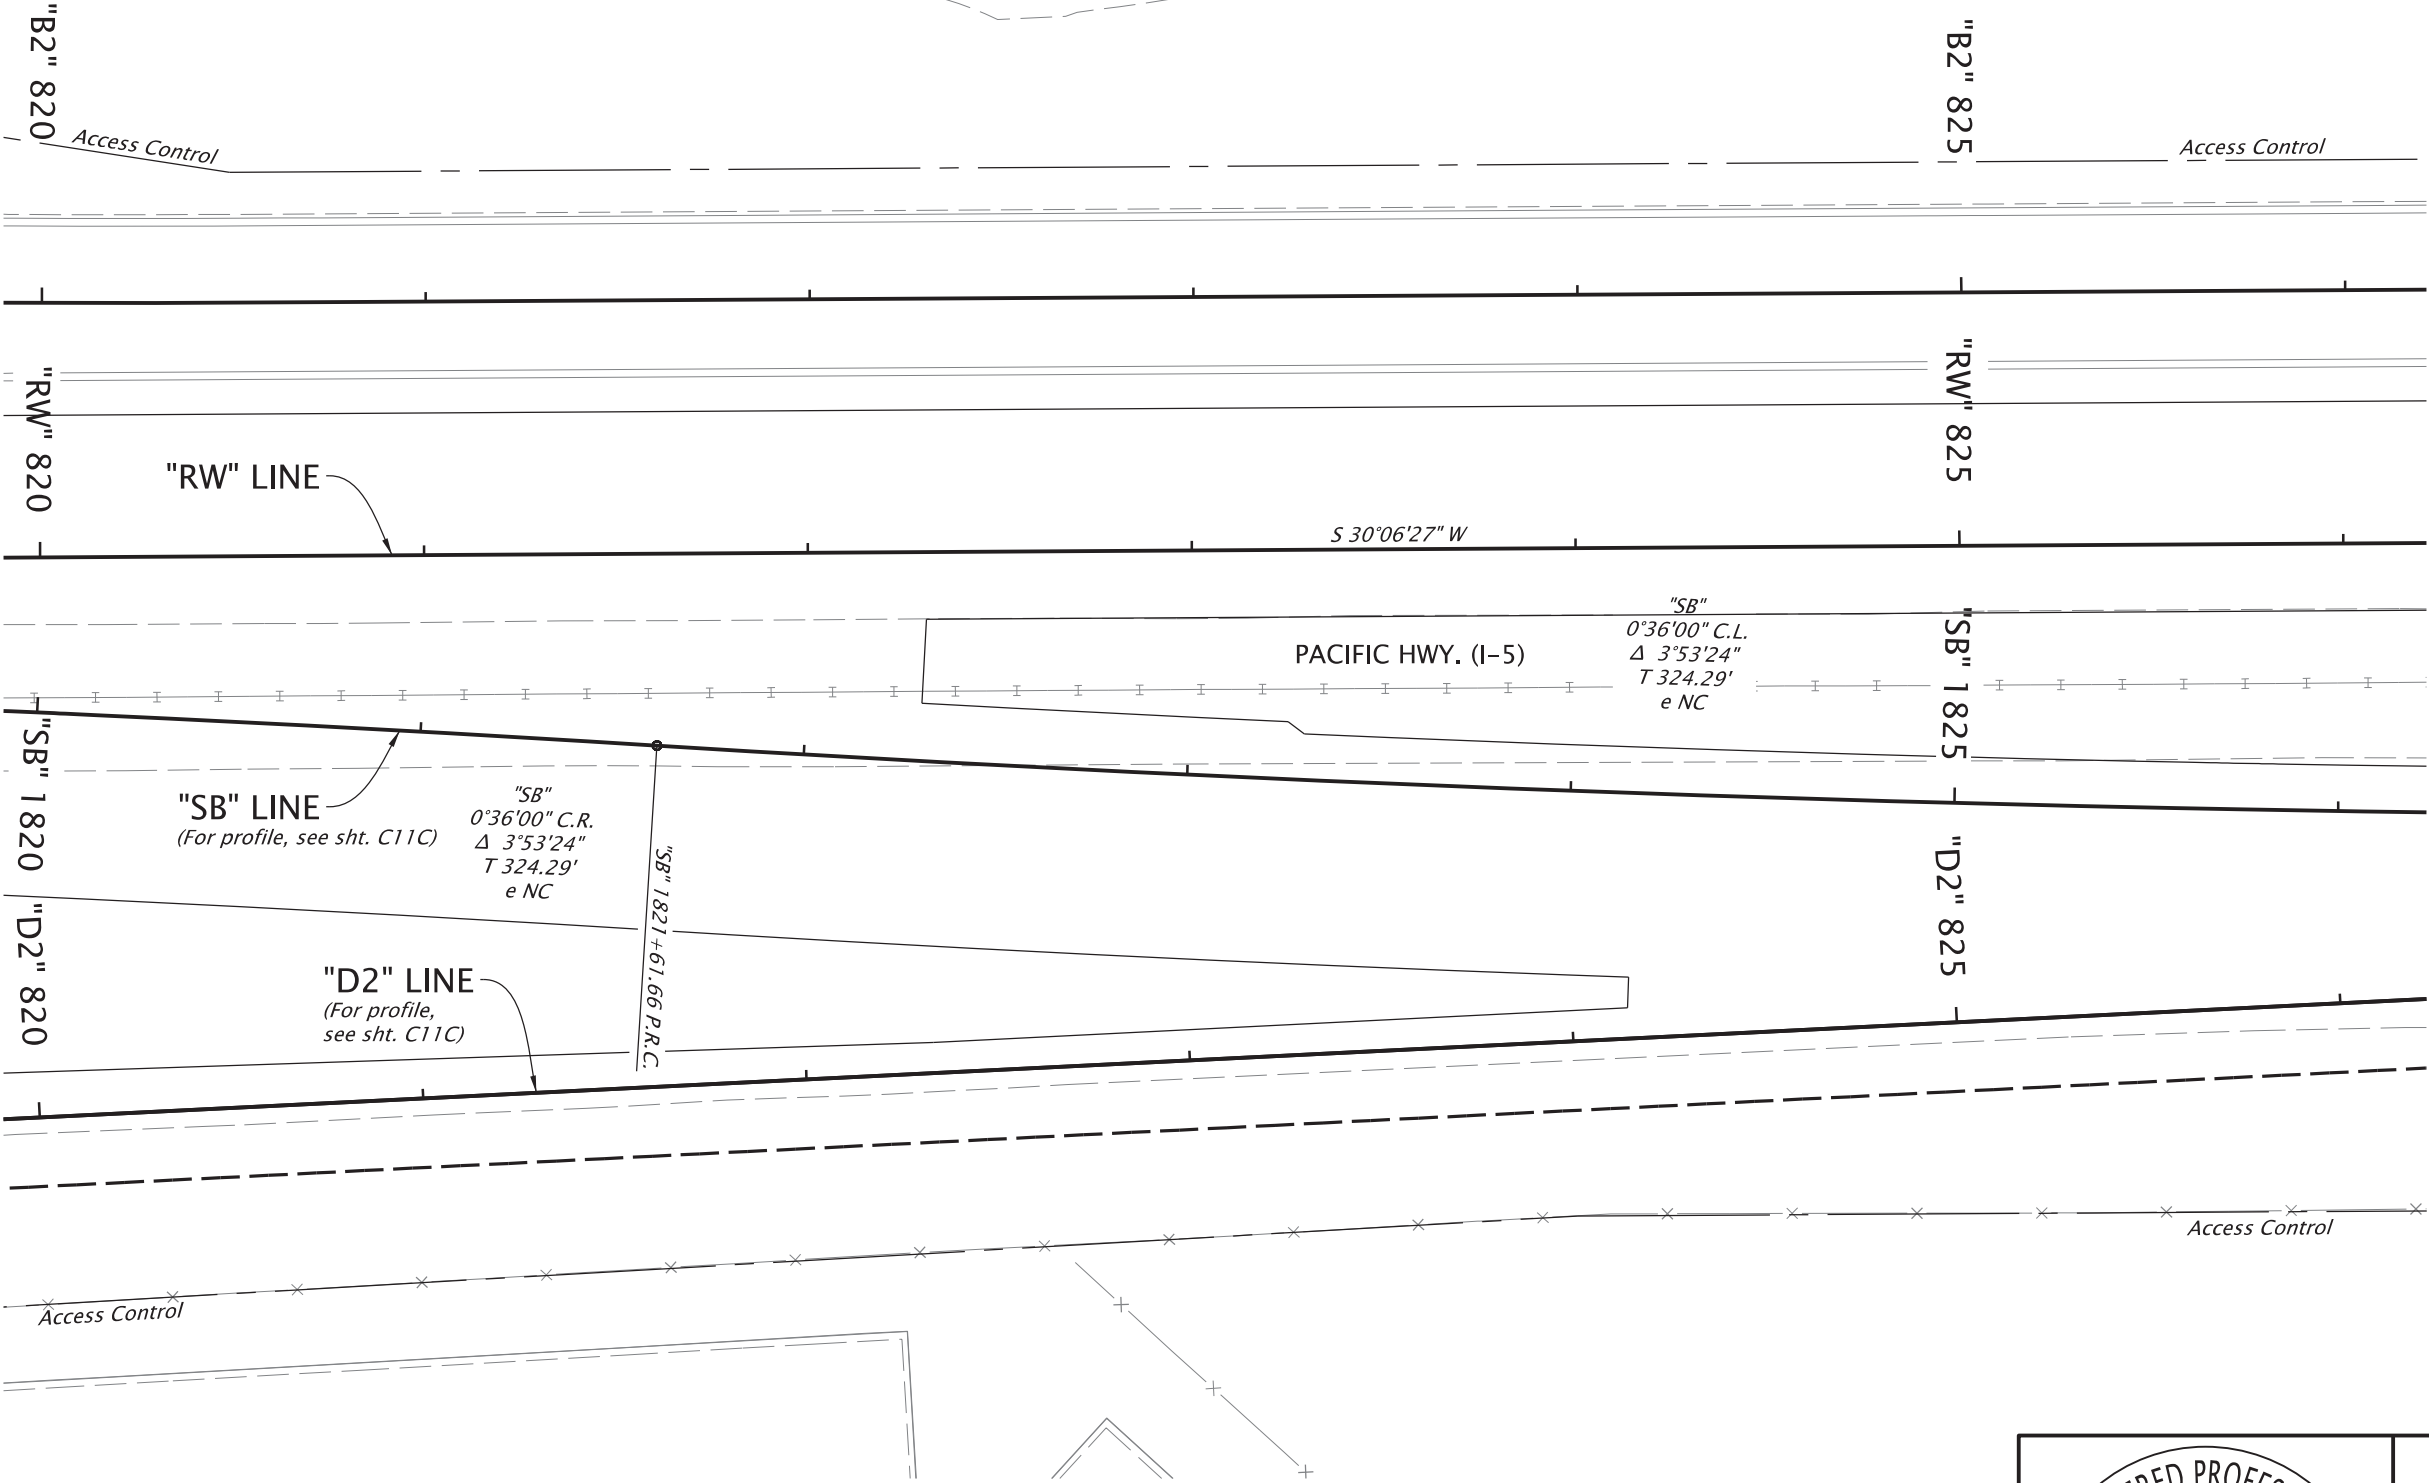 "B2" 820
"B2" 825
Access Control
Access Control
"RW" 820
"RW" 825
"RW" LINE
S 30°06'27" W
"SB"
0°36'00" C.L.
Δ 3°53'24"
T 324.29'
e NC
PACIFIC HWY. (I-5)
"SB" 1825
"SB" 1820
"SB" LINE
(For profile, see sht. C11C)
"SB"
0°36'00" C.R.
Δ 3°53'24"
T 324.29'
e NC
"SB" 1821+61.66 P.R.C.
"D2" 825
"D2" 820
"D2" LINE
(For profile,
see sht. C11C)
Access Control
Access Control